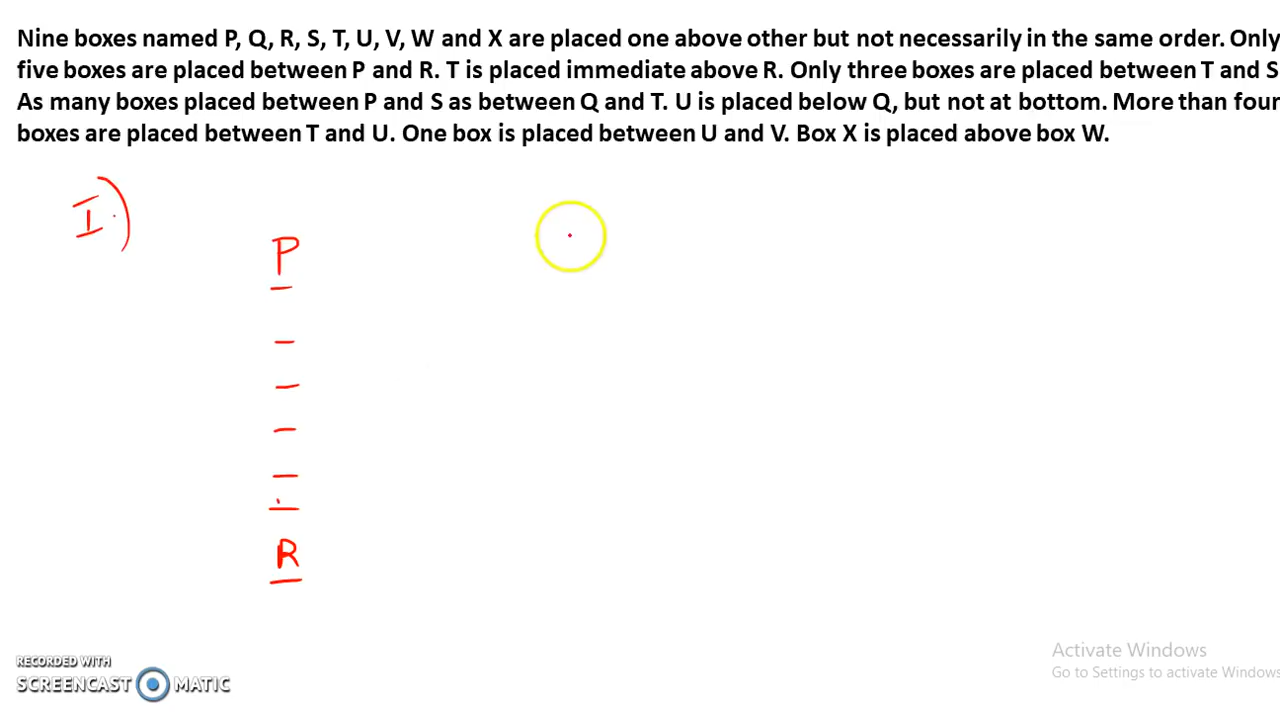 Nine boxes named P, Q, R, S, T, U, V, W and X are placed one above other but not necessarily in the same order. Only
five boxes are placed between P and R. T is placed immediate above R. Only three boxes are placed between T and S
As many boxes placed between P and S as between Q and T. U is placed below Q, but not at bottom. More than four
boxes are placed between T and U. One box is placed between U and V. Box X is placed above box W.
I)
P
R
Activate Windows
Go to Settings to activate Windows
RECORDED WITH
SCREENCAST MATIC